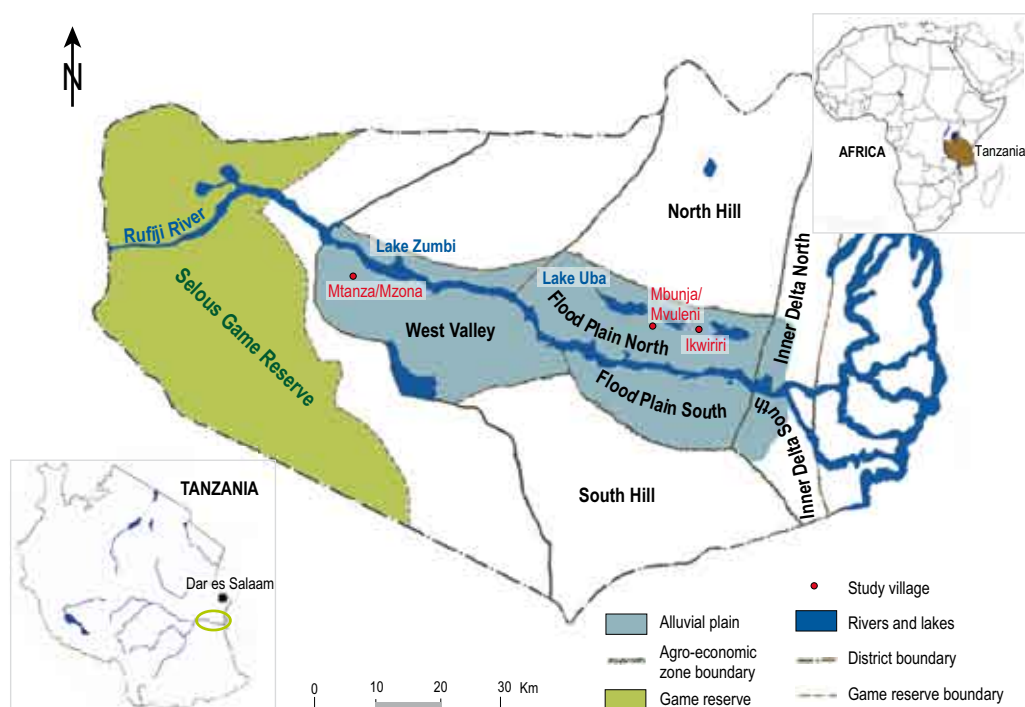 N
AFRICA
Tanzania
North Hill
Rufiji River
Lake Zumbi
Selous Game Reserve
Mtanza/Mzona
West Valley
Lake Uba
Mbunja/
Mvuleni
Ikwiriri
Flood Plain North
Flood Plain South
Inner Delta North
Inner Delta South
South Hill
TANZANIA
Dar es Salaam
0 10 20 30 Km
Alluvial plain
Agro-economic
zone boundary
Game reserve
Study village
Rivers and lakes
District boundary
Game reserve boundary